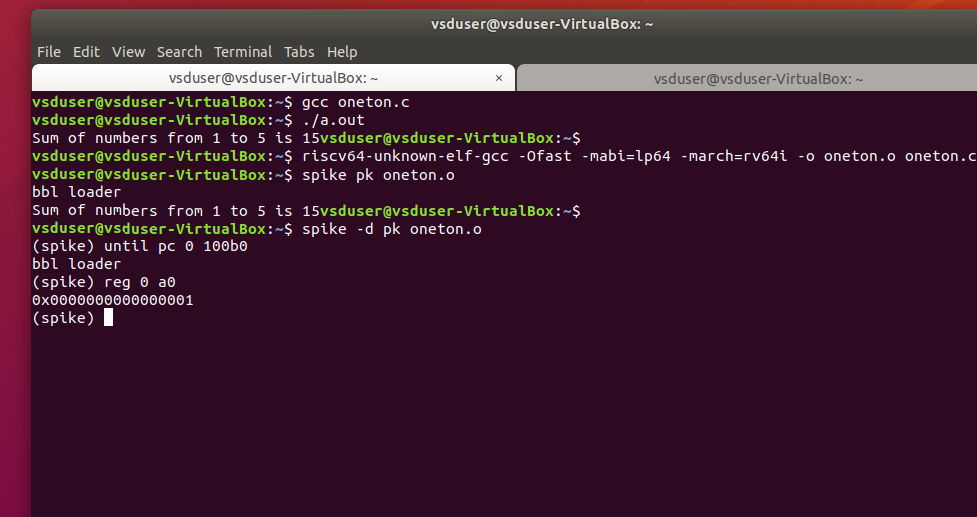 vsduser@vsduser-VirtualBox: ~
File Edit View Search Terminal Tabs Help
vsduser@vsduser-VirtualBox: ~ × vsduser@vsduser-VirtualBox: ~
vsduser@vsduser-VirtualBox:~$ gcc oneton.c
vsduser@vsduser-VirtualBox:~$ ./a.out
Sum of numbers from 1 to 5 is 15vsduser@vsduser-VirtualBox:~$
vsduser@vsduser-VirtualBox:~$ riscv64-unknown-elf-gcc -Ofast -mabi=lp64 -march=rv64i -o oneton.o oneton.c
vsduser@vsduser-VirtualBox:~$ spike pk oneton.o
bbl loader
Sum of numbers from 1 to 5 is 15vsduser@vsduser-VirtualBox:~$
vsduser@vsduser-VirtualBox:~$ spike -d pk oneton.o
(spike) until pc 0 100b0
bbl loader
(spike) reg 0 a0
0x0000000000000001
(spike)